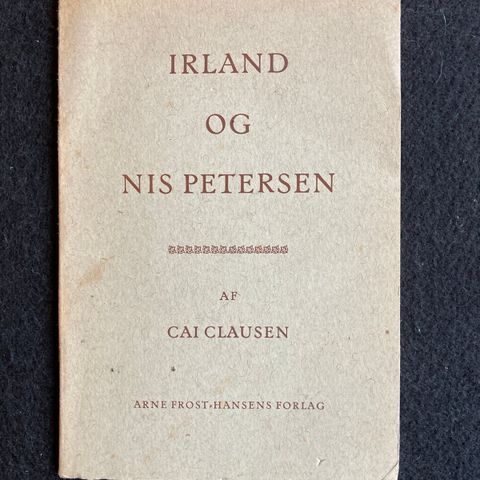 IRLAND
OG
NIS PETERSEN
AF
CAI CLAUSEN
ARNE FROST-HANSENS FORLAG